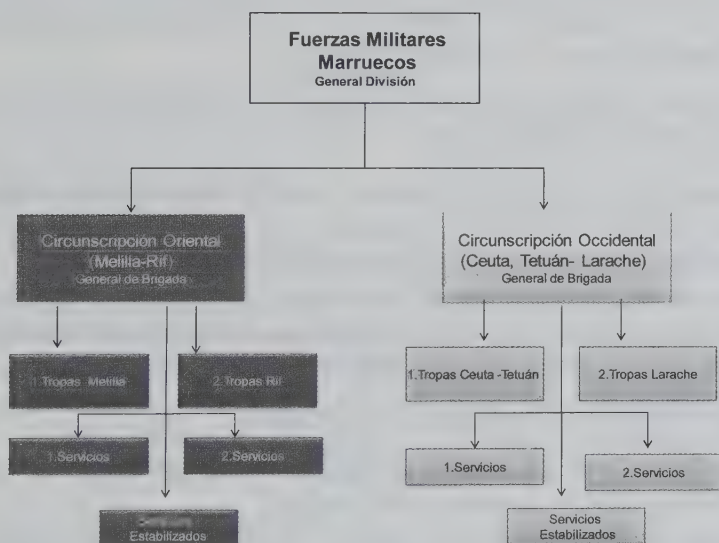 Fuerzas Militares
Marruecos
General División
Circunscripción Oriental
(Melilla-Rif)
General de Brigada
Circunscripción Occidental
(Ceuta, Tetuán- Larache)
General de Brigada
1.Tropas Melilla
2.Tropas Rif
1.Tropas Ceuta -Tetuán
2.Tropas Larache
1.Servicios
2.Servicios
1.Servicios
2.Servicios
Estabilizados
Servicios
Estabilizados